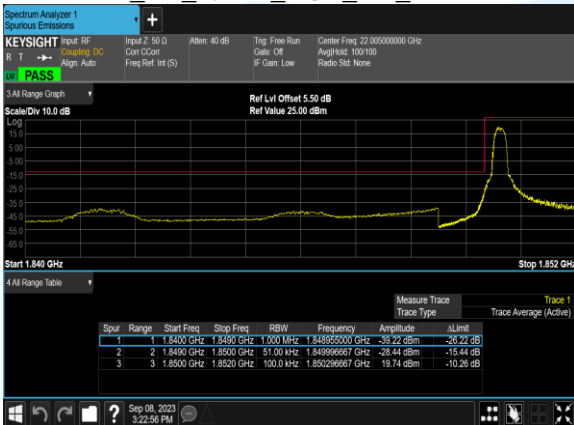 Spectrum Analyzer 1
Spurious Emissions
+
KEYSIGHT Input: RF Input Z: 50 Ω Atten: 40 dB Trig: Free Run Center Freq: 22.005000000 GHz
R T Coupling: DC Corr CCorr Gate: Off Avg|Hold: 100/100
Align: Auto Freq Ref: Int (S) IF Gain: Low Radio Std: None
PASS
3 All Range Graph
Ref Lvl Offset 5.50 dB
Scale/Div 10.0 dB Ref Value 25.00 dBm
Log
15.0
5.00
-5.00
-15.0
-25.0
-35.0
-45.0
-55.0
-65.0
Start 1.840 GHz Stop 1.852 GHz
4 All Range Table
Measure Trace Trace 1
Trace Type Trace Average (Active)
Spur Range Start Freq Stop Freq RBW Frequency Amplitude ΔLimit
1 1 1.8400 GHz 1.8490 GHz 1.000 MHz 1.848955000 GHz -39.22 dBm -26.22 dB
2 2 1.8490 GHz 1.8500 GHz 51.00 kHz 1.849996667 GHz -28.44 dBm -15.44 dB
3 3 1.8500 GHz 1.8520 GHz 100.0 kHz 1.850296667 GHz 19.74 dBm -10.26 dB
? Sep 08, 2023
3:22:56 PM